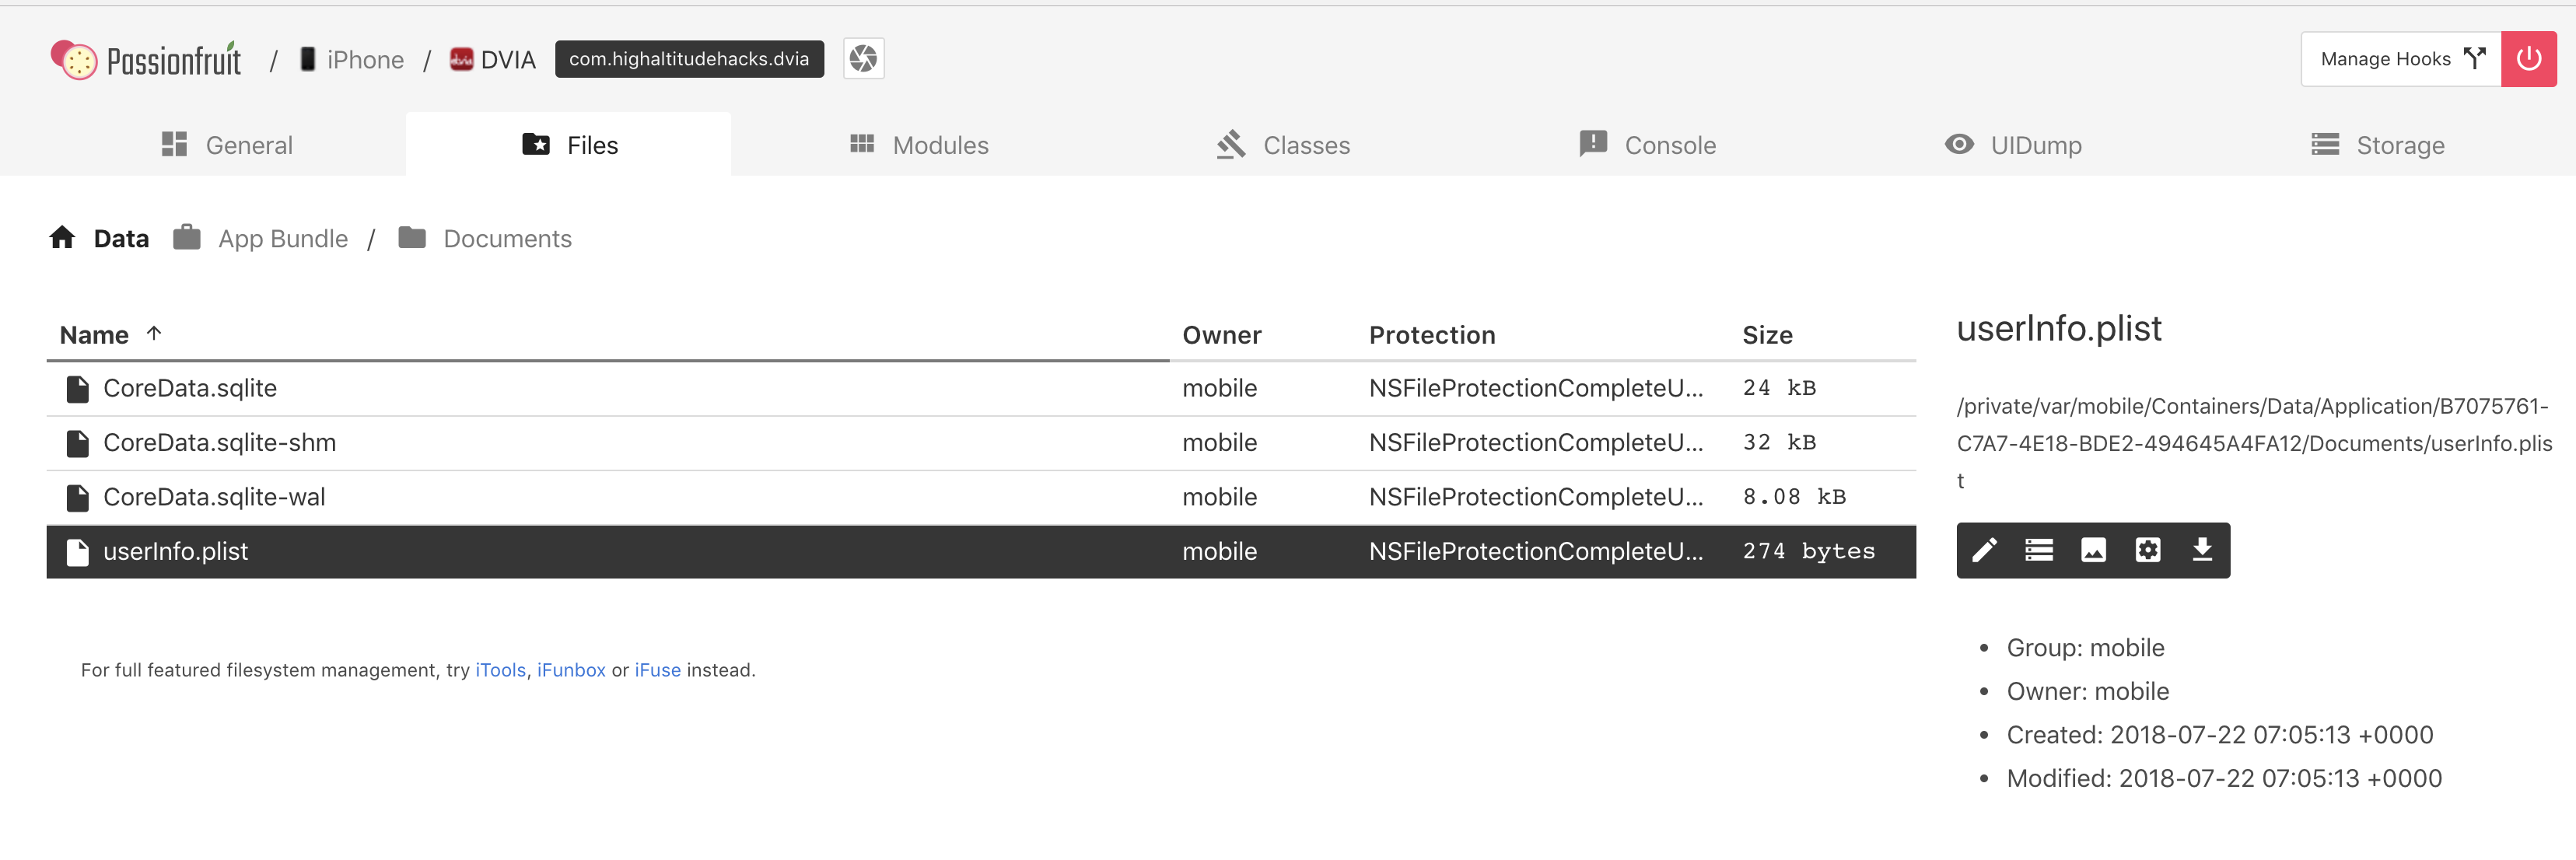 Passionfruit / iPhone / DVIA com.highaltitudehacks.dvia Manage Hooks
General Files Modules Classes Console UIDump Storage
Data App Bundle / Documents
Name ↑ Owner Protection Size
CoreData.sqlite mobile NSFileProtectionCompleteU... 24 kB
CoreData.sqlite-shm mobile NSFileProtectionCompleteU... 32 kB
CoreData.sqlite-wal mobile NSFileProtectionCompleteU... 8.08 kB
userInfo.plist mobile NSFileProtectionCompleteU... 274 bytes
For full featured filesystem management, try iTools, iFunbox or iFuse instead.
userInfo.plist
/private/var/mobile/Containers/Data/Application/B7075761-
C7A7-4E18-BDE2-494645A4FA12/Documents/userInfo.plis
t
• Group: mobile
• Owner: mobile
• Created: 2018-07-22 07:05:13 +0000
• Modified: 2018-07-22 07:05:13 +0000